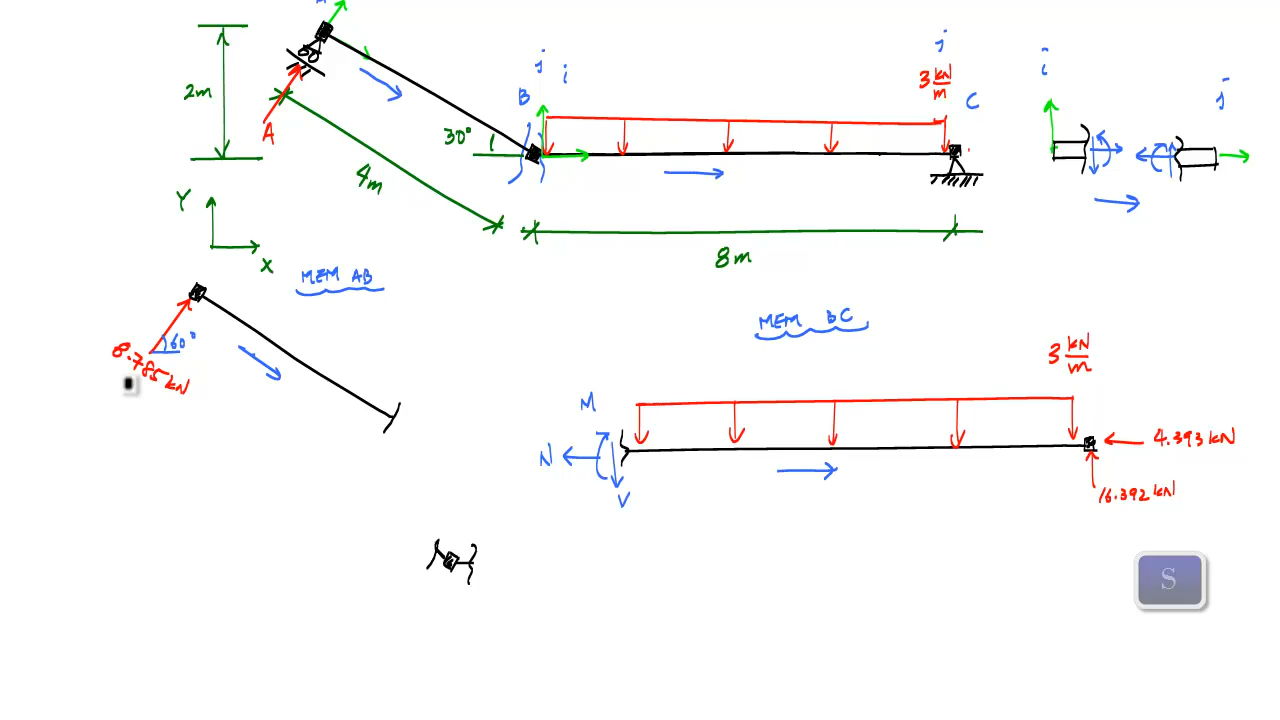 2m
A
30°
4m
Y
X
j
i
B
j
3 kN/m
C
8m
i
j
MEM AB
60°
8.785 kN
MEM BC
3 kN/m
M
N
V
4.393 kN
16.392 kN
S